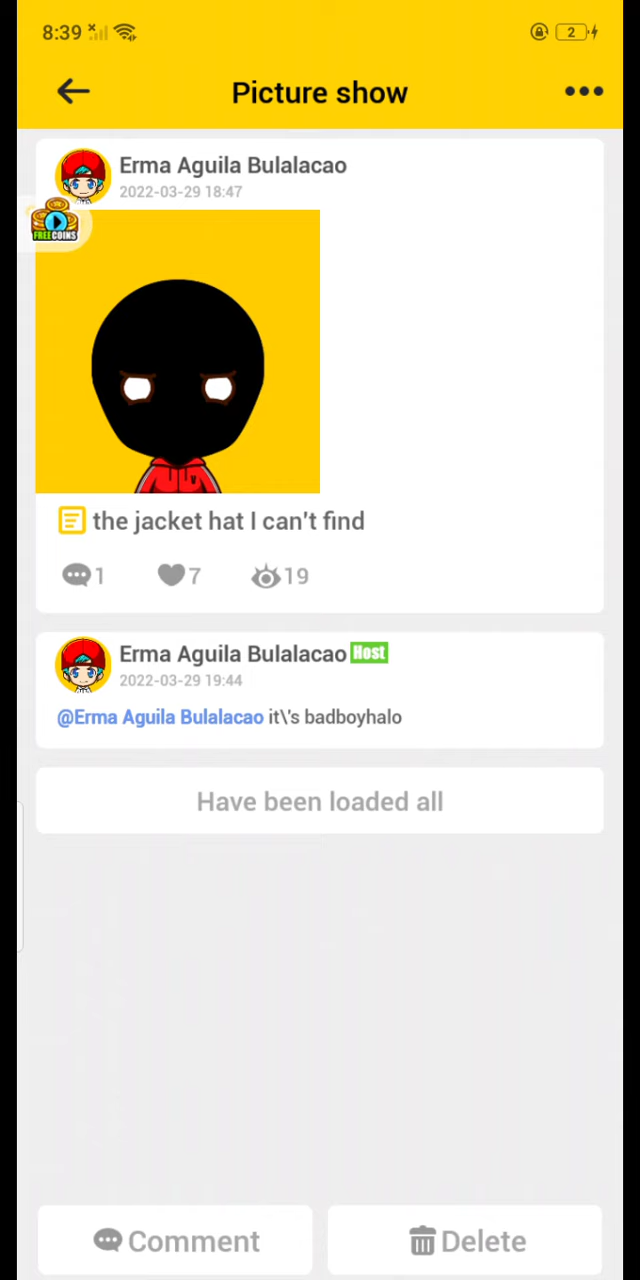 8:39
2
Picture show
Erma Aguila Bulalacao
2022-03-29 18:47
FREE COINS
the jacket hat I can't find
1
7
19
Erma Aguila Bulalacao Host
2022-03-29 19:44
@Erma Aguila Bulalacao it\'s badboyhalo
Have been loaded all
Comment
Delete